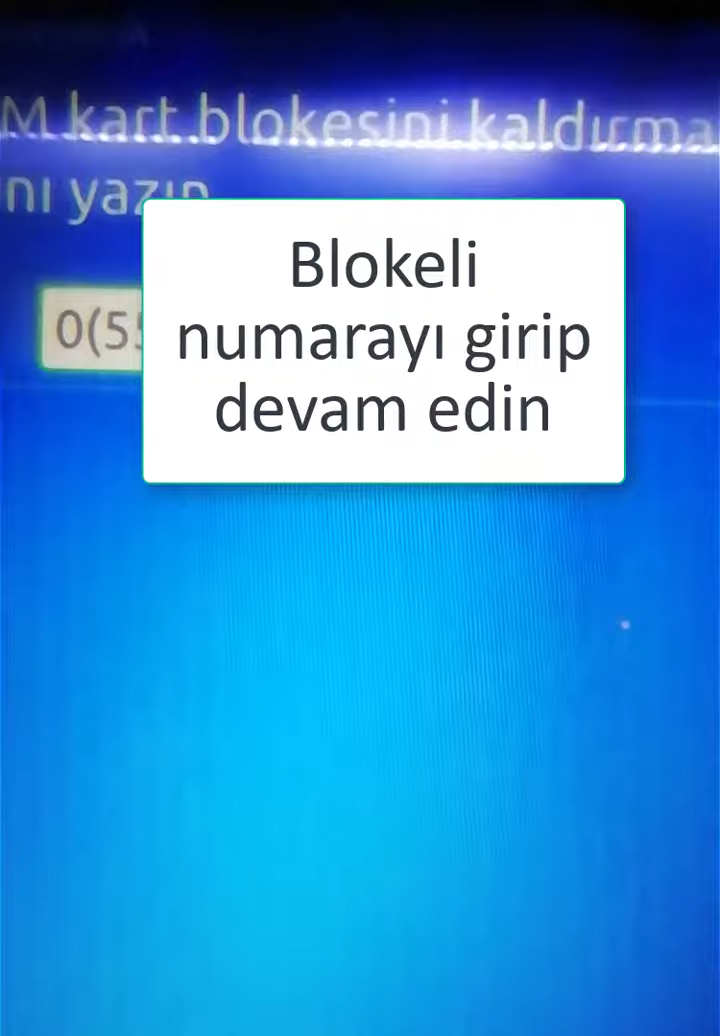 M kart blokesini kaldırma
nı yazın
0(55
Blokeli
numarayı girip
devam edin